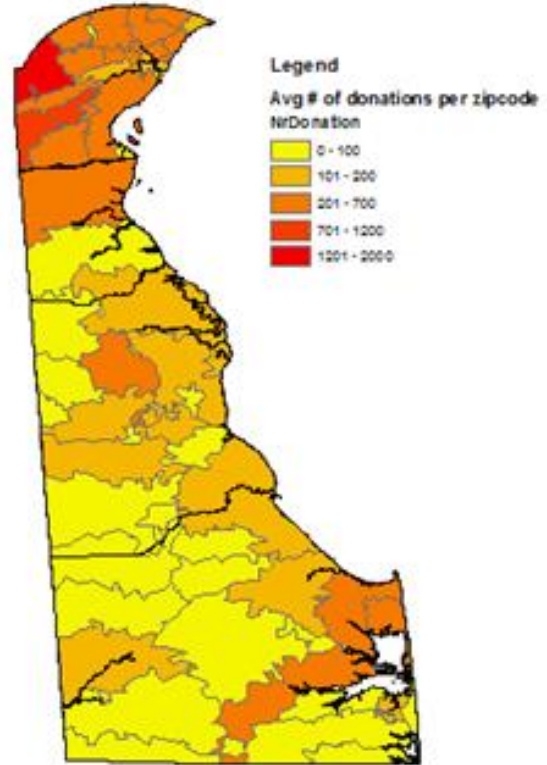 Legend
Avg # of donations per zipcode
NrDonation
0 - 100
101 - 200
201 - 700
701 - 1200
1201 - 2000